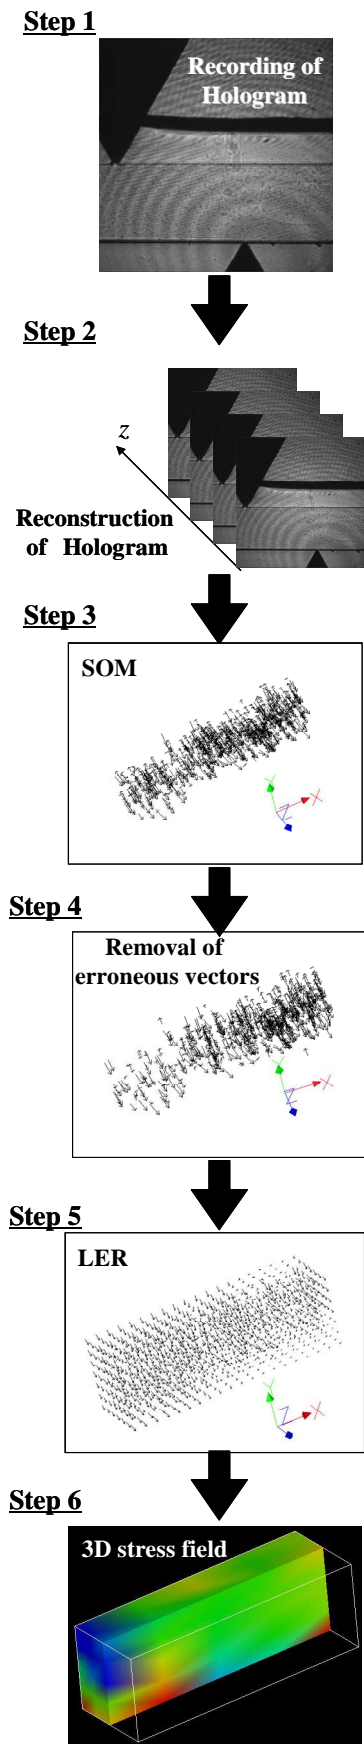 Step 1
Recording of
Hologram
Step 2
z
Reconstruction
of Hologram
Step 3
SOM
Y
Z
X
Step 4
Removal of
erroneous vectors
Y
Z
X
Step 5
LER
Y
Z
X
Step 6
3D stress field